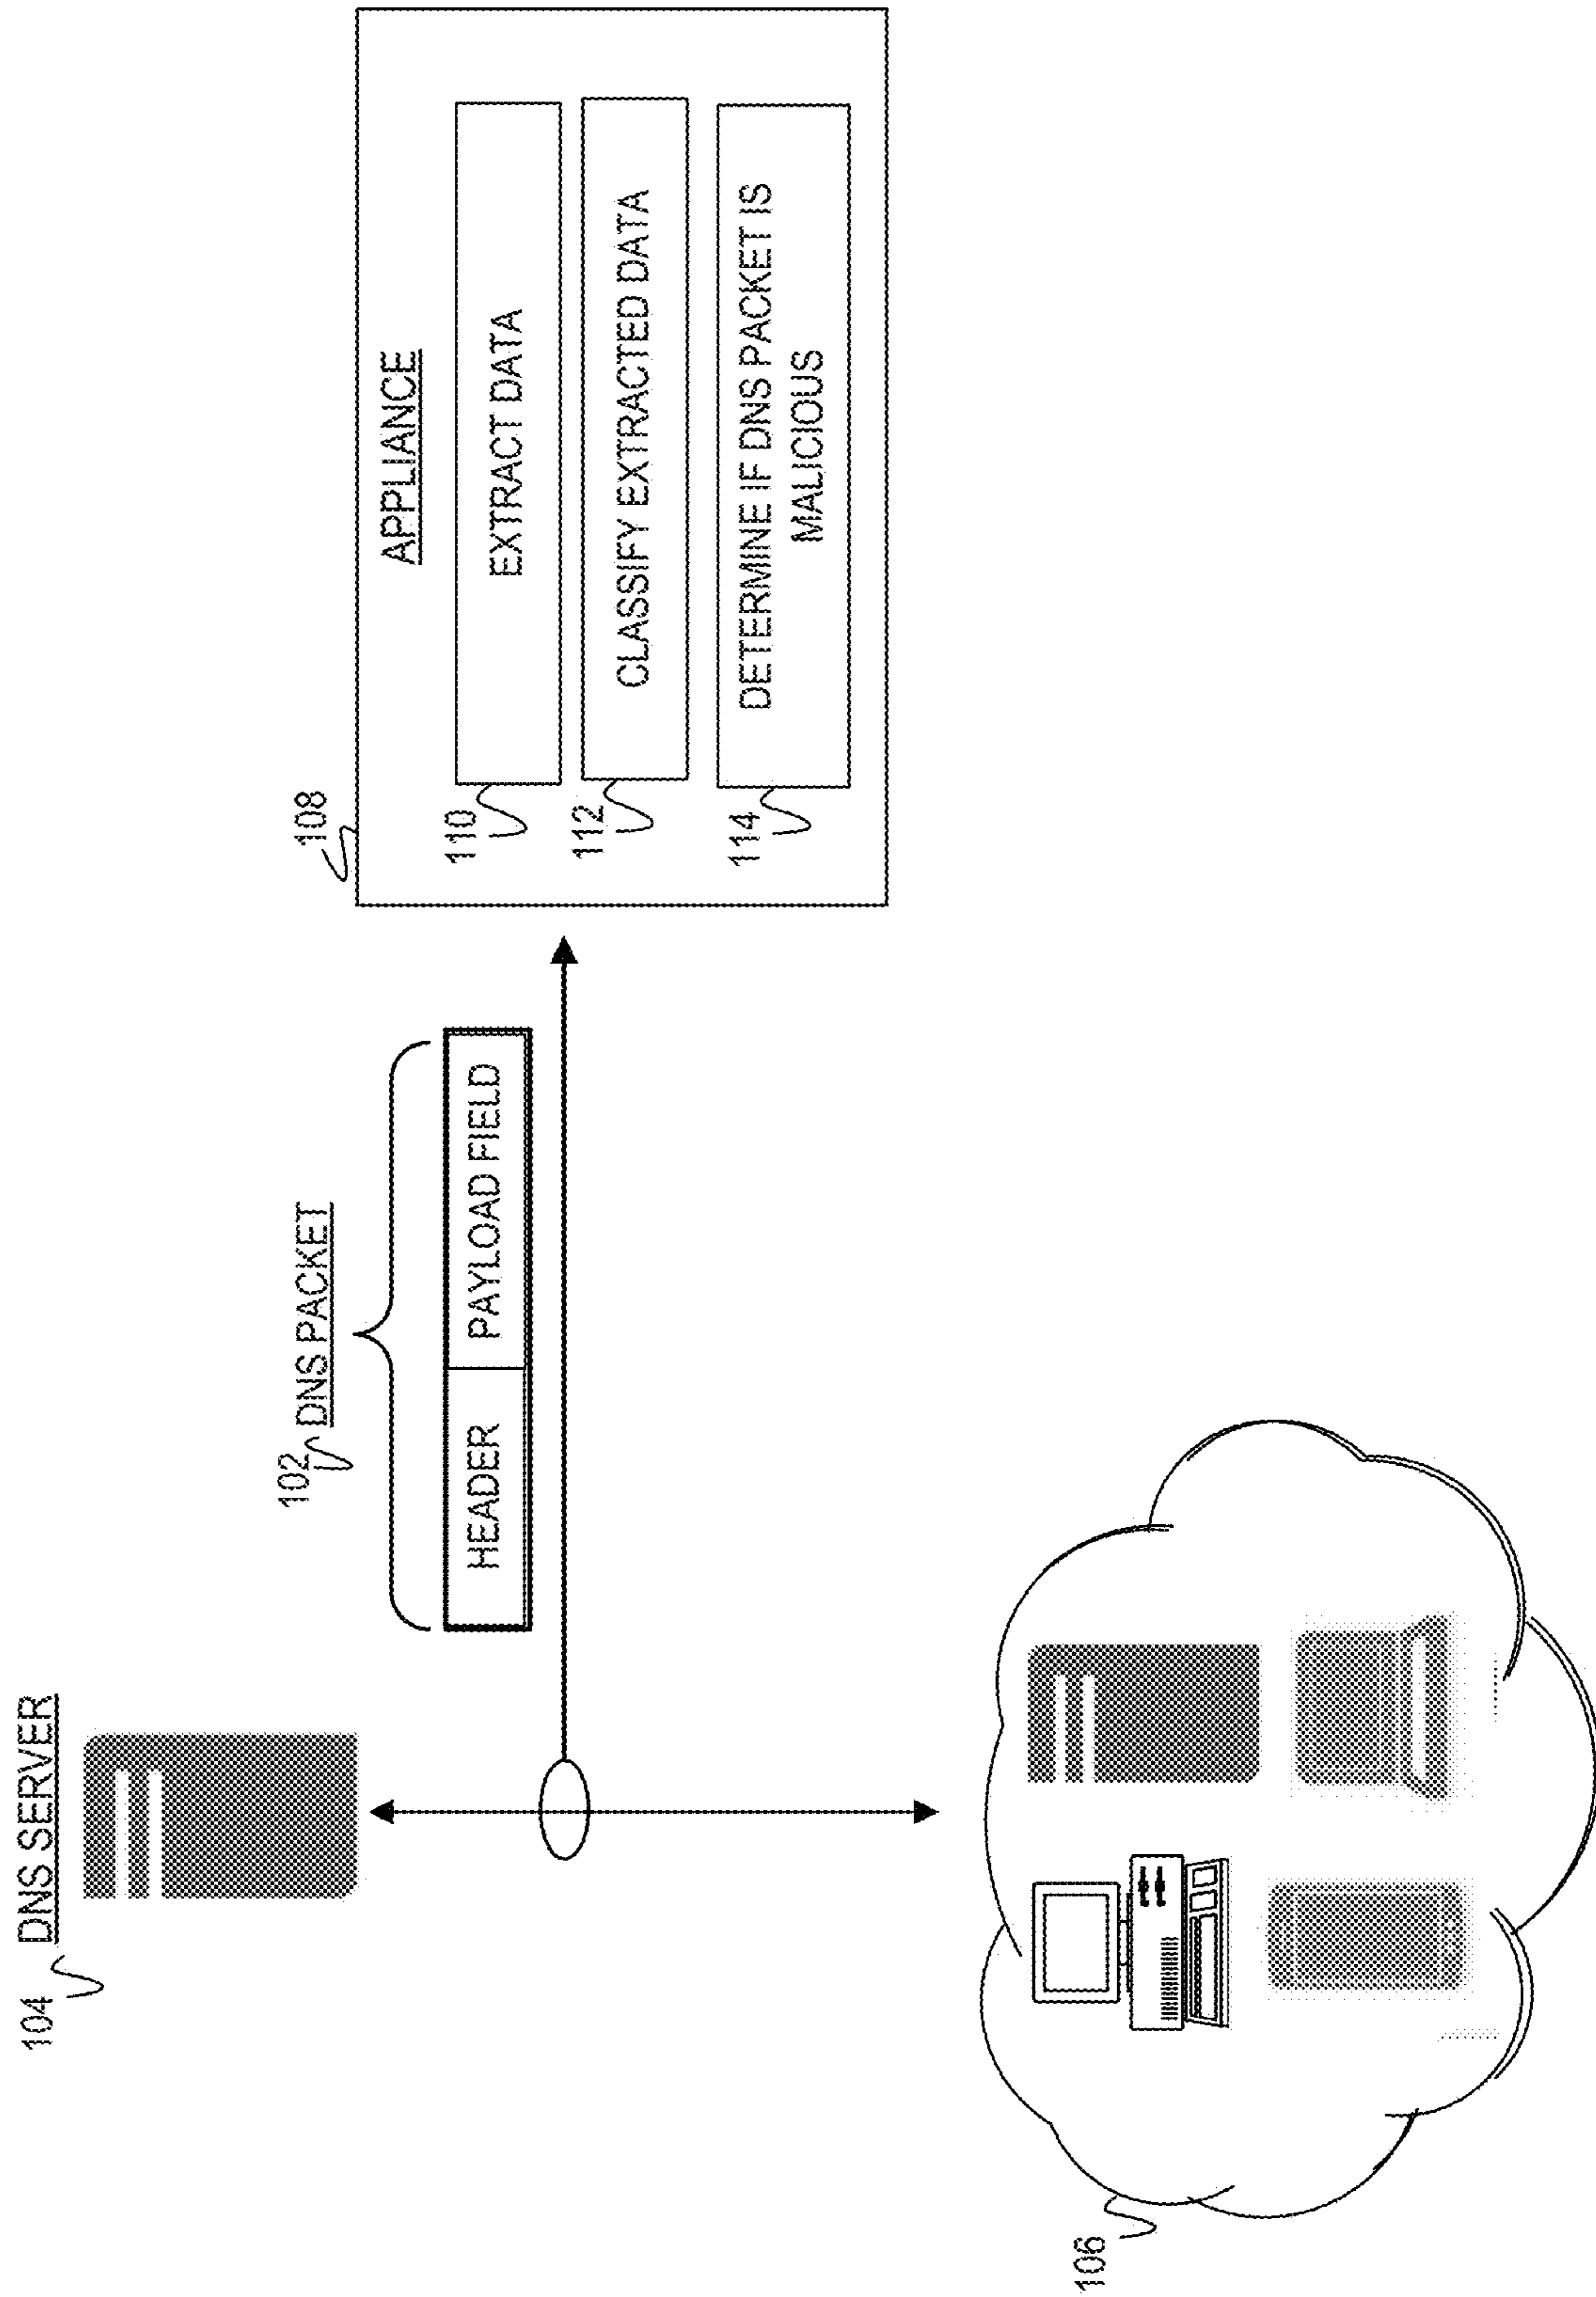 104 DNS SERVER
102 DNS PACKET
HEADER
PAYLOAD FIELD
108
APPLIANCE
110
EXTRACT DATA
112
CLASSIFY EXTRACTED DATA
114
DETERMINE IF DNS PACKET IS
MALICIOUS
106